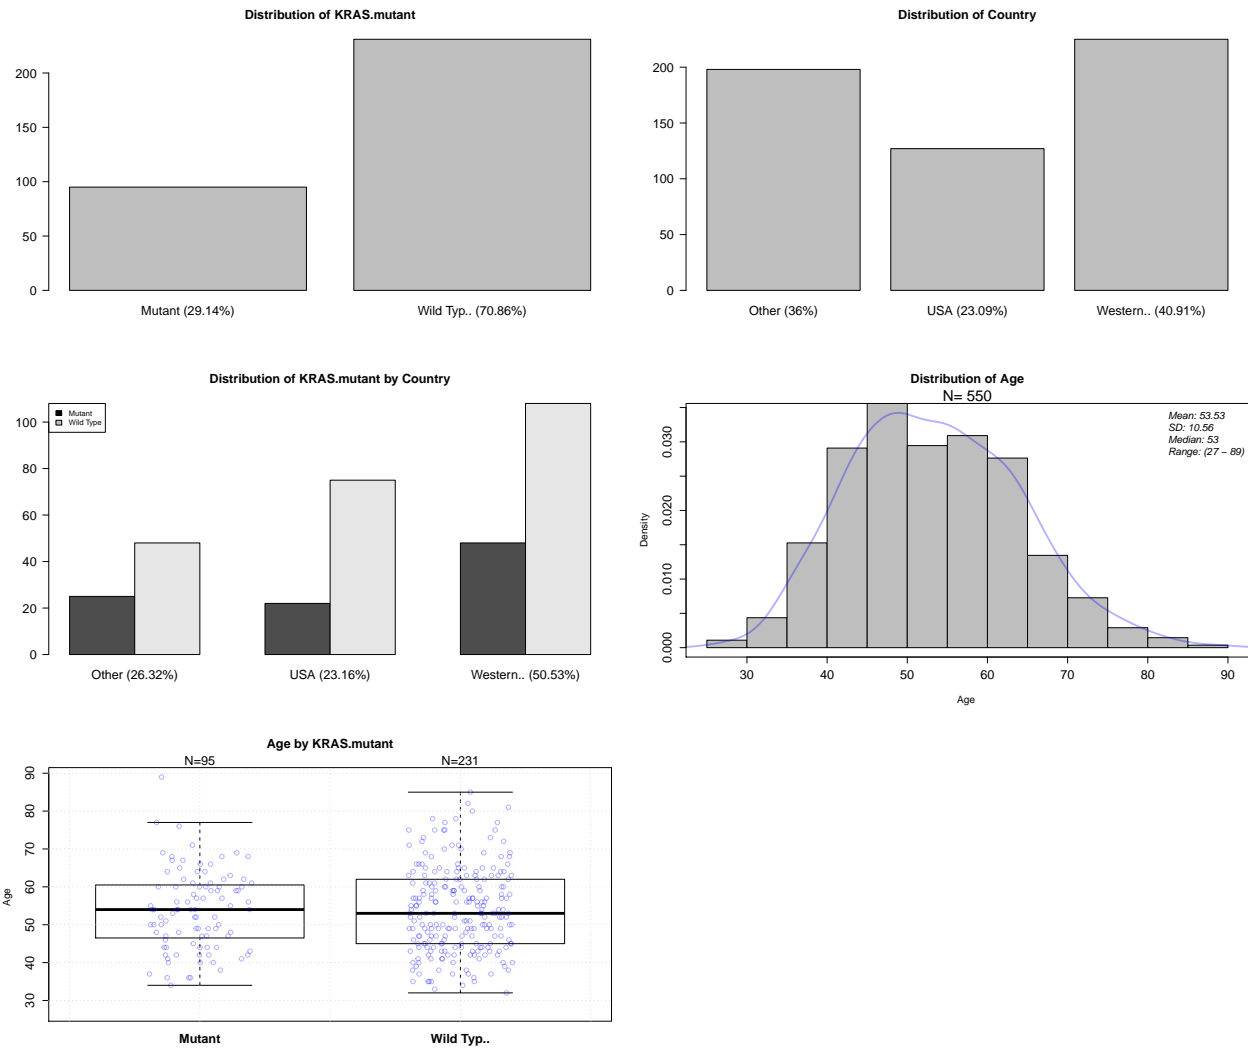 Distribution of KRAS.mutant
200
150
100
50
0
Mutant (29.14%)
Wild Typ.. (70.86%)
Distribution of Country
200
150
100
50
0
Other (36%)
USA (23.09%)
Western.. (40.91%)
Distribution of KRAS.mutant by Country
Mutant
Wild Type
100
80
60
40
20
0
Other (26.32%)
USA (23.16%)
Western.. (50.53%)
Distribution of Age
N= 550
Mean: 53.53
SD: 10.56
Median: 53
Range: (27 – 89)
Density
0.030
0.020
0.010
0.000
30
40
50
60
70
80
90
Age
Age by KRAS.mutant
N=95
N=231
Age
90
80
70
60
50
40
30
Mutant
Wild Typ..